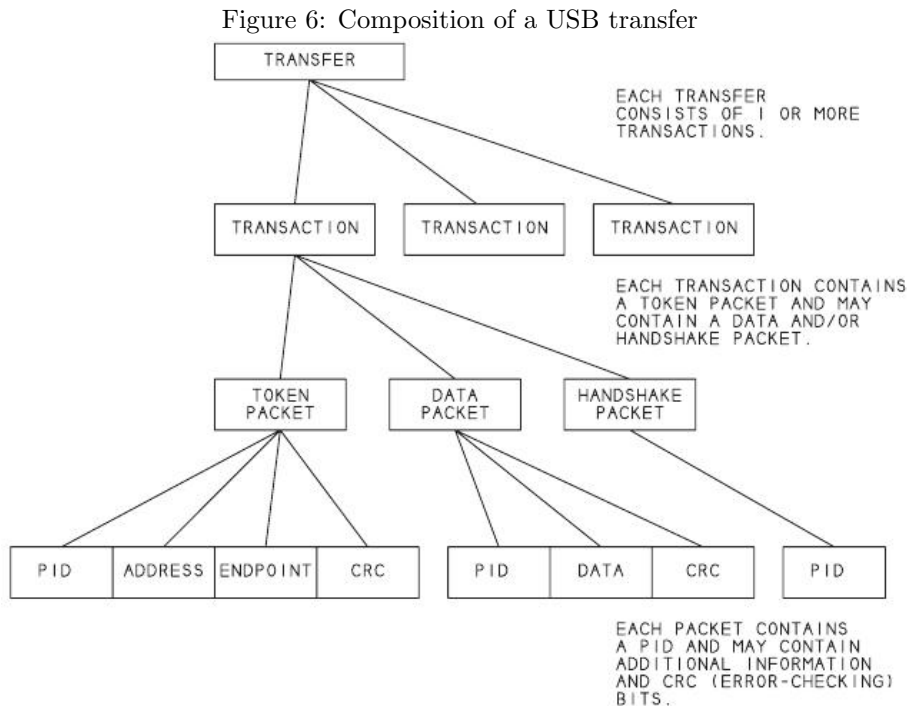 Figure 6: Composition of a USB transfer
TRANSFER
EACH TRANSFER
CONSISTS OF 1 OR MORE
TRANSACTIONS.
TRANSACTION TRANSACTION TRANSACTION
EACH TRANSACTION CONTAINS
A TOKEN PACKET AND MAY
CONTAIN A DATA AND/OR
HANDSHAKE PACKET.
TOKEN
PACKET
DATA
PACKET
HANDSHAKE
PACKET
PID ADDRESS ENDPOINT CRC PID DATA CRC PID
EACH PACKET CONTAINS
A PID AND MAY CONTAIN
ADDITIONAL INFORMATION
AND CRC (ERROR-CHECKING)
BITS.